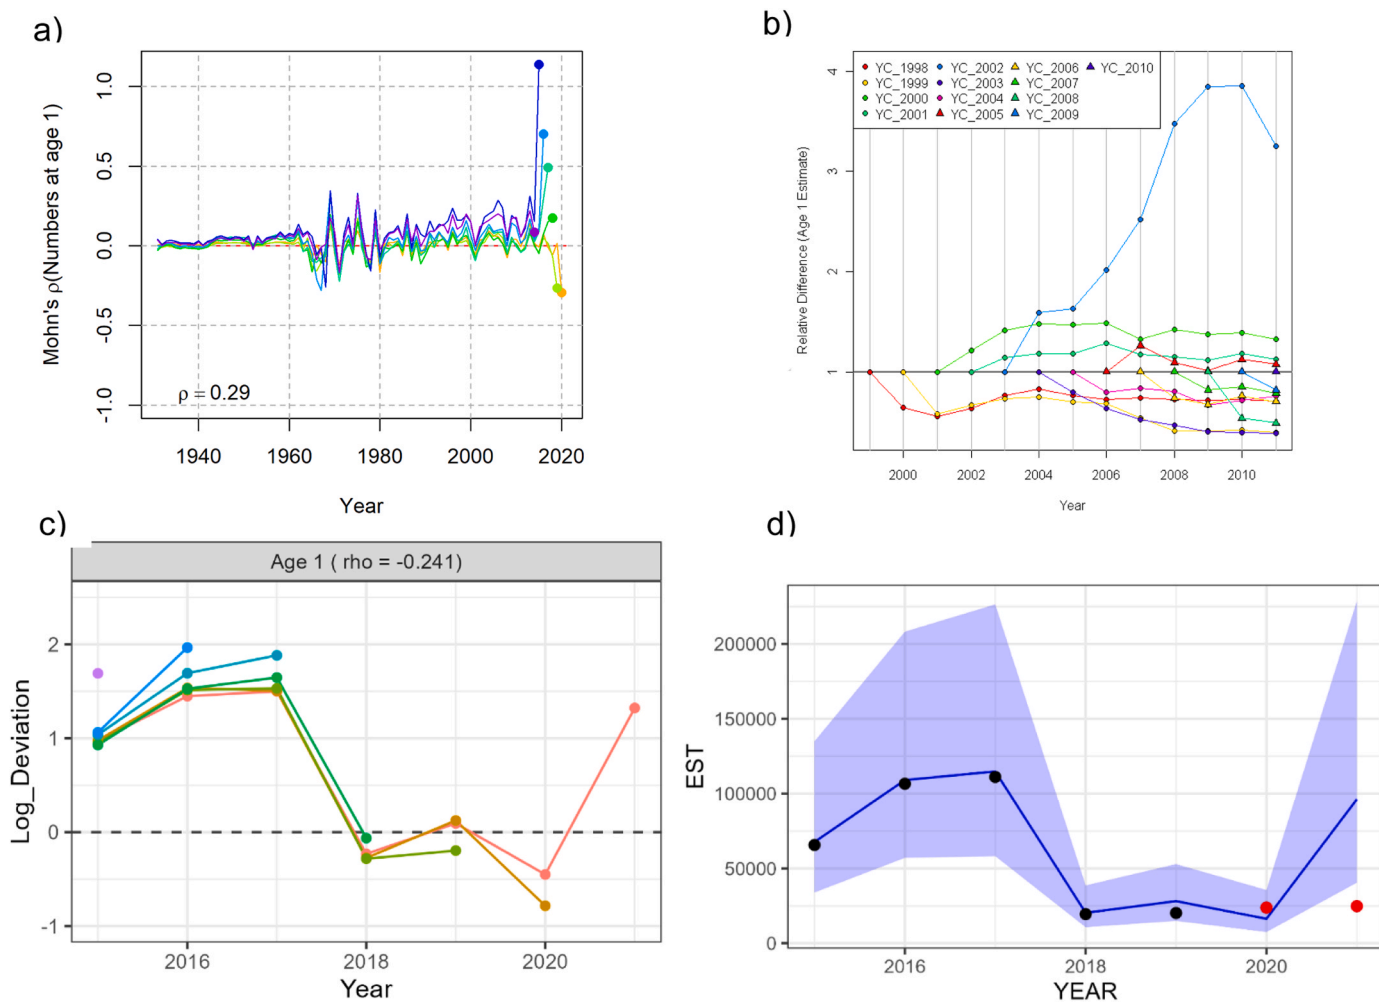 a)
Mohn's ρ(Numbers at age 1)
1.0
0.5
0.0
-0.5
-1.0
ρ = 0.29
1940 1960 1980 2000 2020
Year
b)
YC_1998 YC_2002 YC_2006 YC_2010
YC_1999 YC_2003 YC_2007
YC_2000 YC_2004 YC_2008
YC_2001 YC_2005 YC_2009
Relative Difference (Age 1 Estimate)
4
3
2
1
2000 2002 2004 2006 2008 2010
Year
c)
Age 1 ( rho = -0.241)
Log_Deviation
2
1
0
-1
2016 2018 2020
Year
d)
EST
200000
150000
100000
50000
0
2016 2018 2020
YEAR